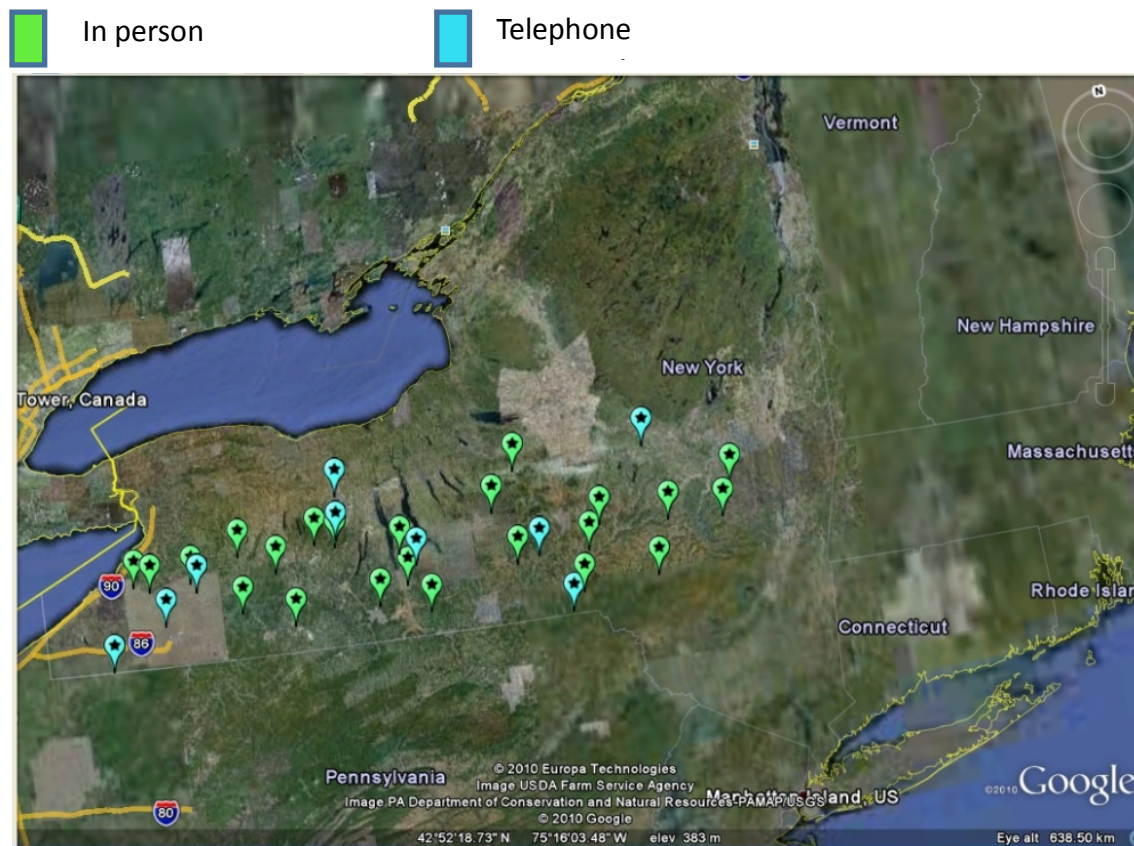 In person
Telephone
N
Vermont
New Hampshire
New York
Tower, Canada
Massachusett
90
Rhode Islan
86
Connecticut
Pennsylvania
© 2010 Europa Technologies
Image USDA Farm Service Agency
Manhattan Island, US
Image PA Department of Conservation and Natural Resources-PAMAP/USGS
© 2010 Google
©2010 Google
80
42°52'18.73" N 75°16'03.48" W elev 383 m
Eye alt 638.50 km